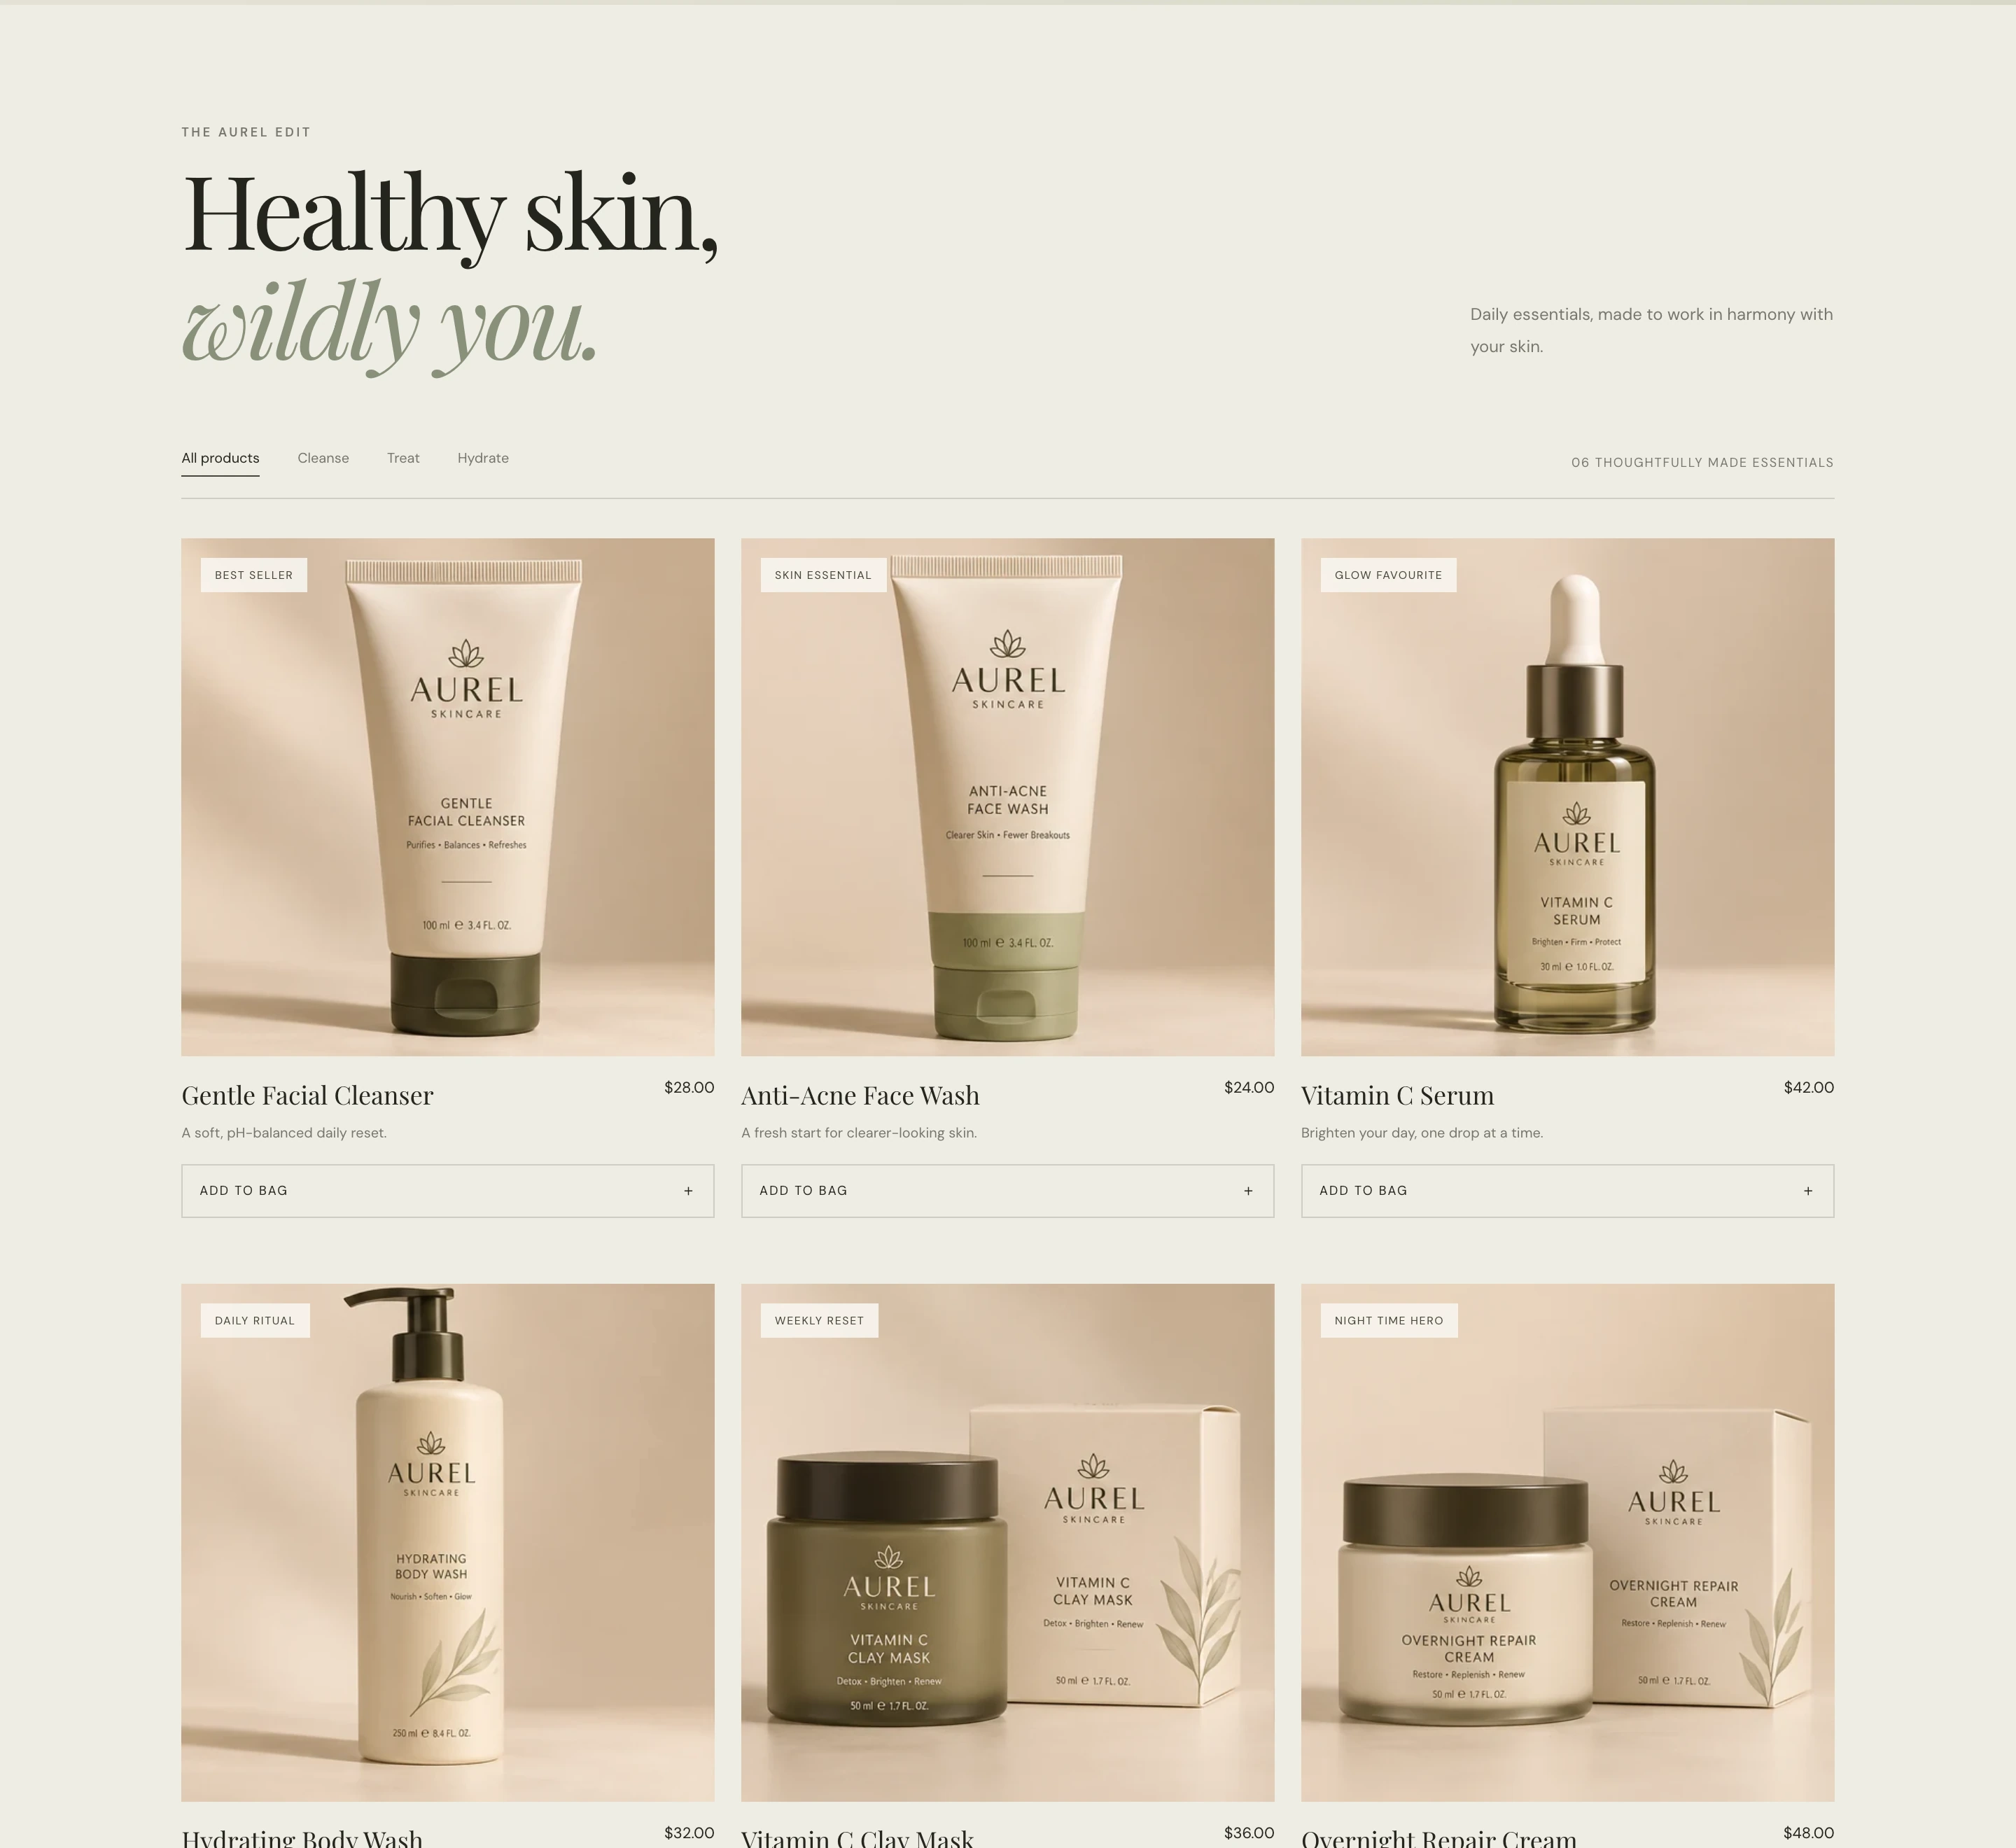 THE AUREL EDIT
Healthy skin,
wildly you.
Daily essentials, made to work in harmony with
your skin.
All products
Cleanse
Treat
Hydrate
06 THOUGHTFULLY MADE ESSENTIALS
BEST SELLER
AUREL
SKINCARE
GENTLE
FACIAL CLEANSER
Purifies • Balances • Refreshes
100 ml ℮ 3.4 FL. OZ.
SKIN ESSENTIAL
AUREL
SKINCARE
ANTI-ACNE
FACE WASH
Clearer Skin • Fewer Breakouts
100 ml ℮ 3.4 FL. OZ.
GLOW FAVOURITE
AUREL
SKINCARE
VITAMIN C
SERUM
Brighten • Firm • Protect
30 ml ℮ 1.0 FL. OZ.
Gentle Facial Cleanser
$28.00
A soft, pH-balanced daily reset.
ADD TO BAG +
Anti-Acne Face Wash
$24.00
A fresh start for clearer-looking skin.
ADD TO BAG +
Vitamin C Serum
$42.00
Brighten your day, one drop at a time.
ADD TO BAG +
DAILY RITUAL
AUREL
SKINCARE
HYDRATING
BODY WASH
Nourish • Soften • Glow
250 ml ℮ 8.4 FL. OZ.
WEEKLY RESET
AUREL
SKINCARE
VITAMIN C
CLAY MASK
Detox • Brighten • Renew
50 ml ℮ 1.7 FL. OZ.
AUREL
SKINCARE
VITAMIN C
CLAY MASK
Detox • Brighten • Renew
50 ml ℮ 1.7 FL. OZ.
NIGHT TIME HERO
AUREL
SKINCARE
OVERNIGHT REPAIR
CREAM
Restore • Replenish • Renew
50 ml ℮ 1.7 FL. OZ.
AUREL
SKINCARE
OVERNIGHT REPAIR
CREAM
Restore • Replenish • Renew
50 ml ℮ 1.7 FL. OZ.
Hydrating Body Wash
$32.00
Vitamin C Clay Mask
$36.00
Overnight Repair Cream
$48.00